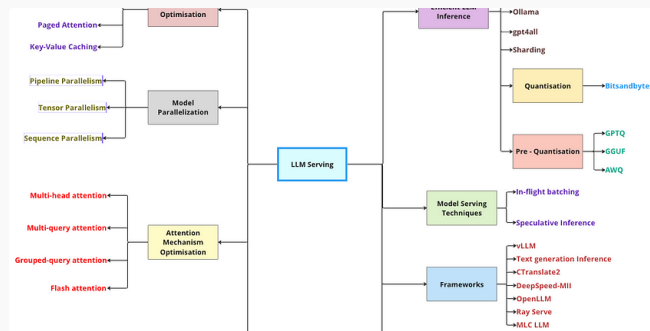 Optimisation
Paged Attention
Key-Value Caching
Pipeline Parallelism
Tensor Parallelism
Sequence Parallelism
Model
Parallelization
Multi-head attention
Multi-query attention
Grouped-query attention
Flash attention
Attention
Mechanism
Optimisation
LLM Serving
Efficient LLM
Inference
Ollama
gpt4all
Sharding
Quantisation
Bitsandbyte
Pre - Quantisation
GPTQ
GGUF
AWQ
Model Serving
Techniques
In-flight batching
Speculative Inference
Frameworks
vLLM
Text generation Inference
CTranslate2
DeepSpeed-MII
OpenLLM
Ray Serve
MLC LLM